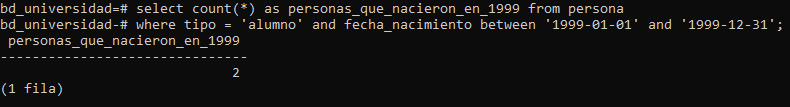 bd_universidad=# select count(*) as personas_que_nacieron_en_1999 from persona
bd_universidad-# where tipo = 'alumno' and fecha_nacimiento between '1999-01-01' and '1999-12-31';
 personas_que_nacieron_en_1999
-------------------------------
                             2
(1 fila)